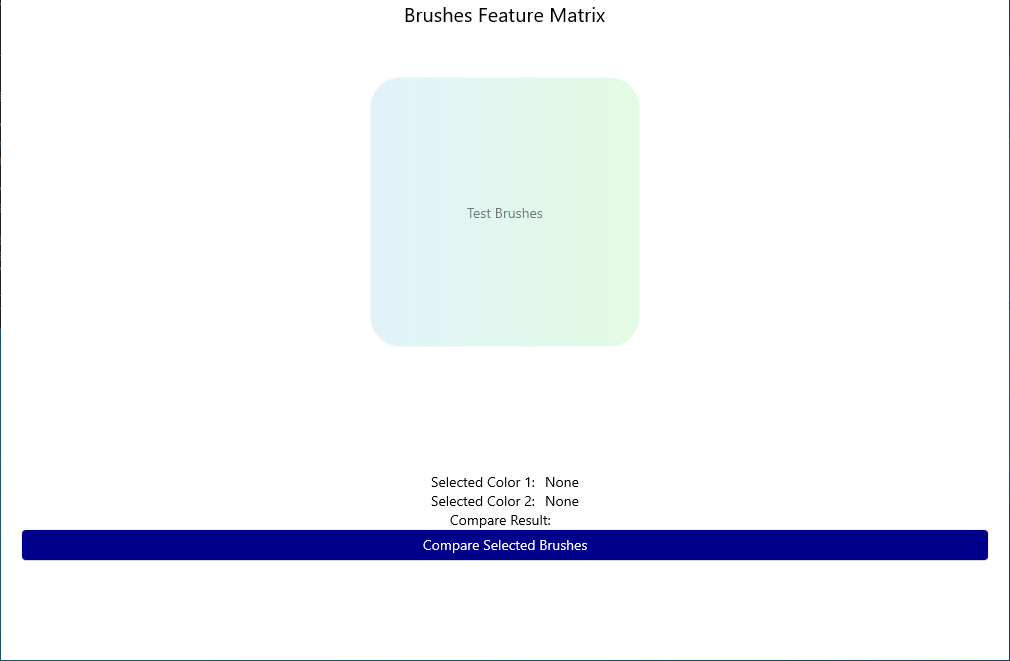 Brushes Feature Matrix
Test Brushes
Selected Color 1: None
Selected Color 2: None
Compare Result:
Compare Selected Brushes